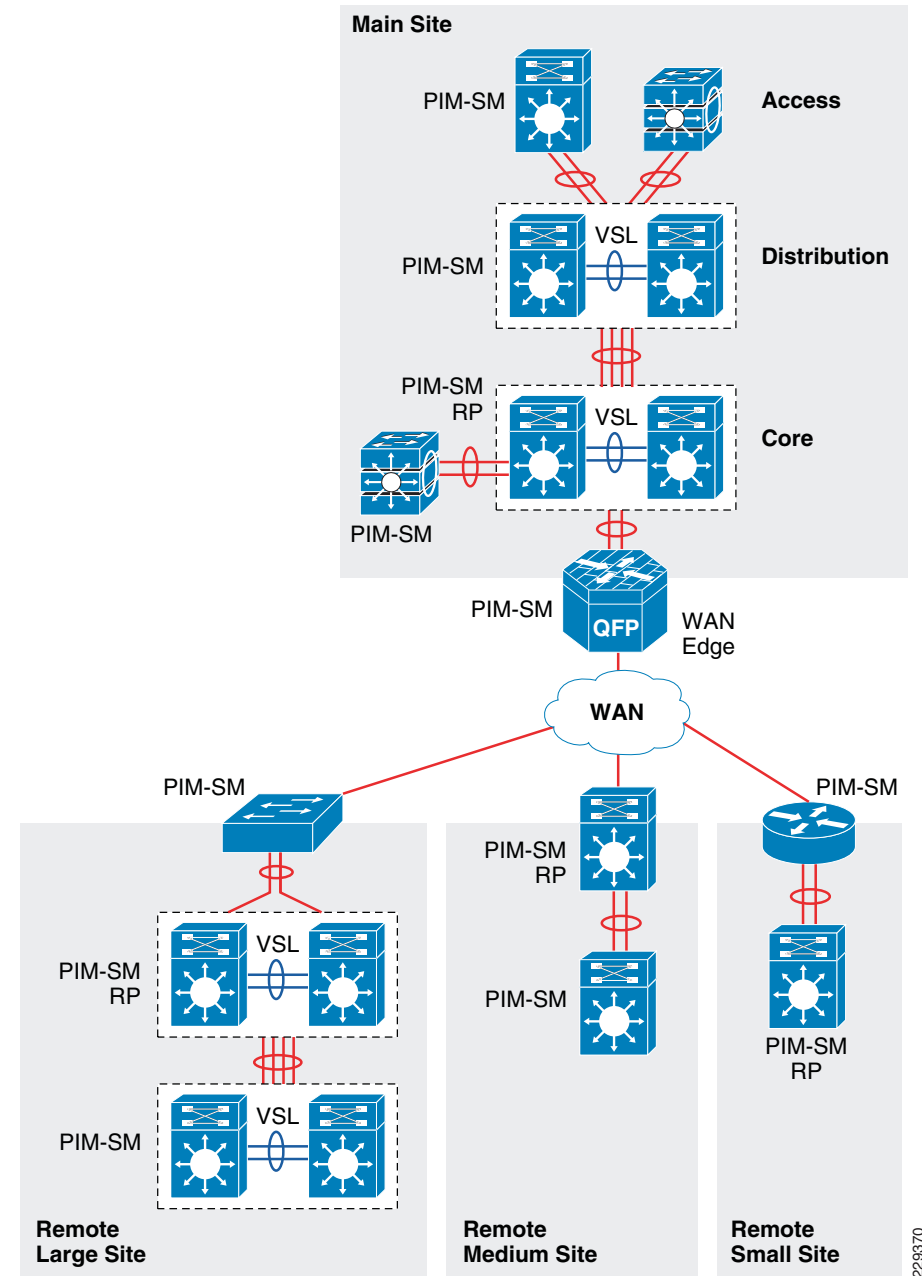 Main Site
PIM-SM
Access
VSL
PIM-SM
Distribution
PIM-SM
RP
VSL
Core
PIM-SM
PIM-SM
QFP
WAN
Edge
WAN
PIM-SM
PIM-SM
PIM-SM
RP
VSL
PIM-SM
RP
PIM-SM
PIM-SM
RP
VSL
PIM-SM
Remote
Large Site
Remote
Medium Site
Remote
Small Site
229370